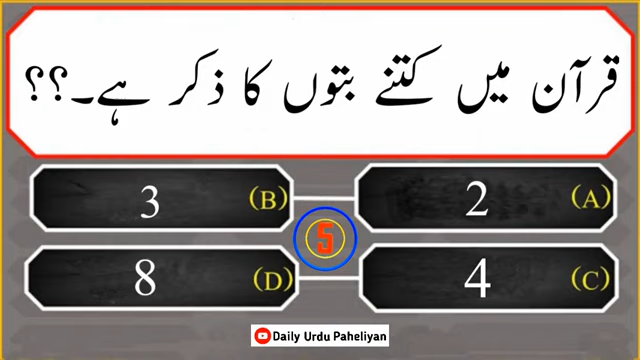 قرآن میں کتنے بتوں کا ذکر ہے۔؟؟
(A) 2
(B) 3
(C) 4
(D) 8
5
Daily Urdu Paheliyan